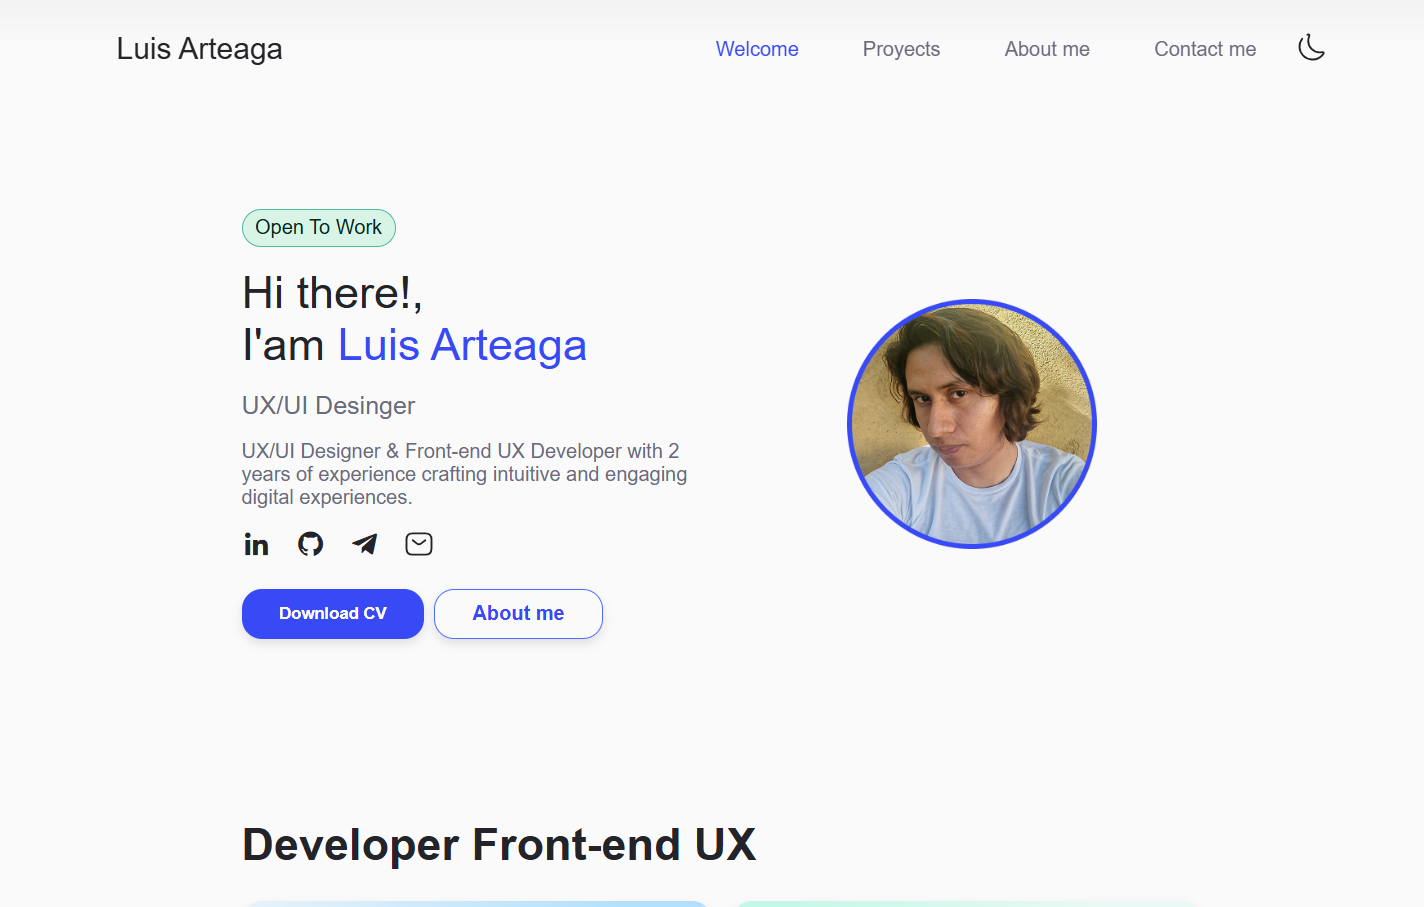 Luis Arteaga
Welcome
Proyects
About me
Contact me
Open To Work
Hi there!,
I'am Luis Arteaga
UX/UI Desinger
UX/UI Designer & Front-end UX Developer with 2
years of experience crafting intuitive and engaging
digital experiences.
in
Download CV
About me
Developer Front-end UX